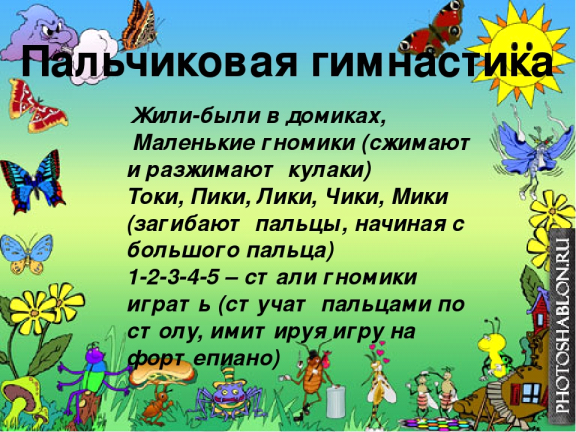 Пальчиковая гимнастика
Жили-были в домиках,
Маленькие гномики (сжимают
и разжимают кулаки)
Токи, Пики, Лики, Чики, Мики
(загибают пальцы, начиная с
большого пальца)
1-2-3-4-5 – стали гномики
играть (стучат пальцами по
столу, имитируя игру на
фортепиано)
PHOTOSHABLON.RU